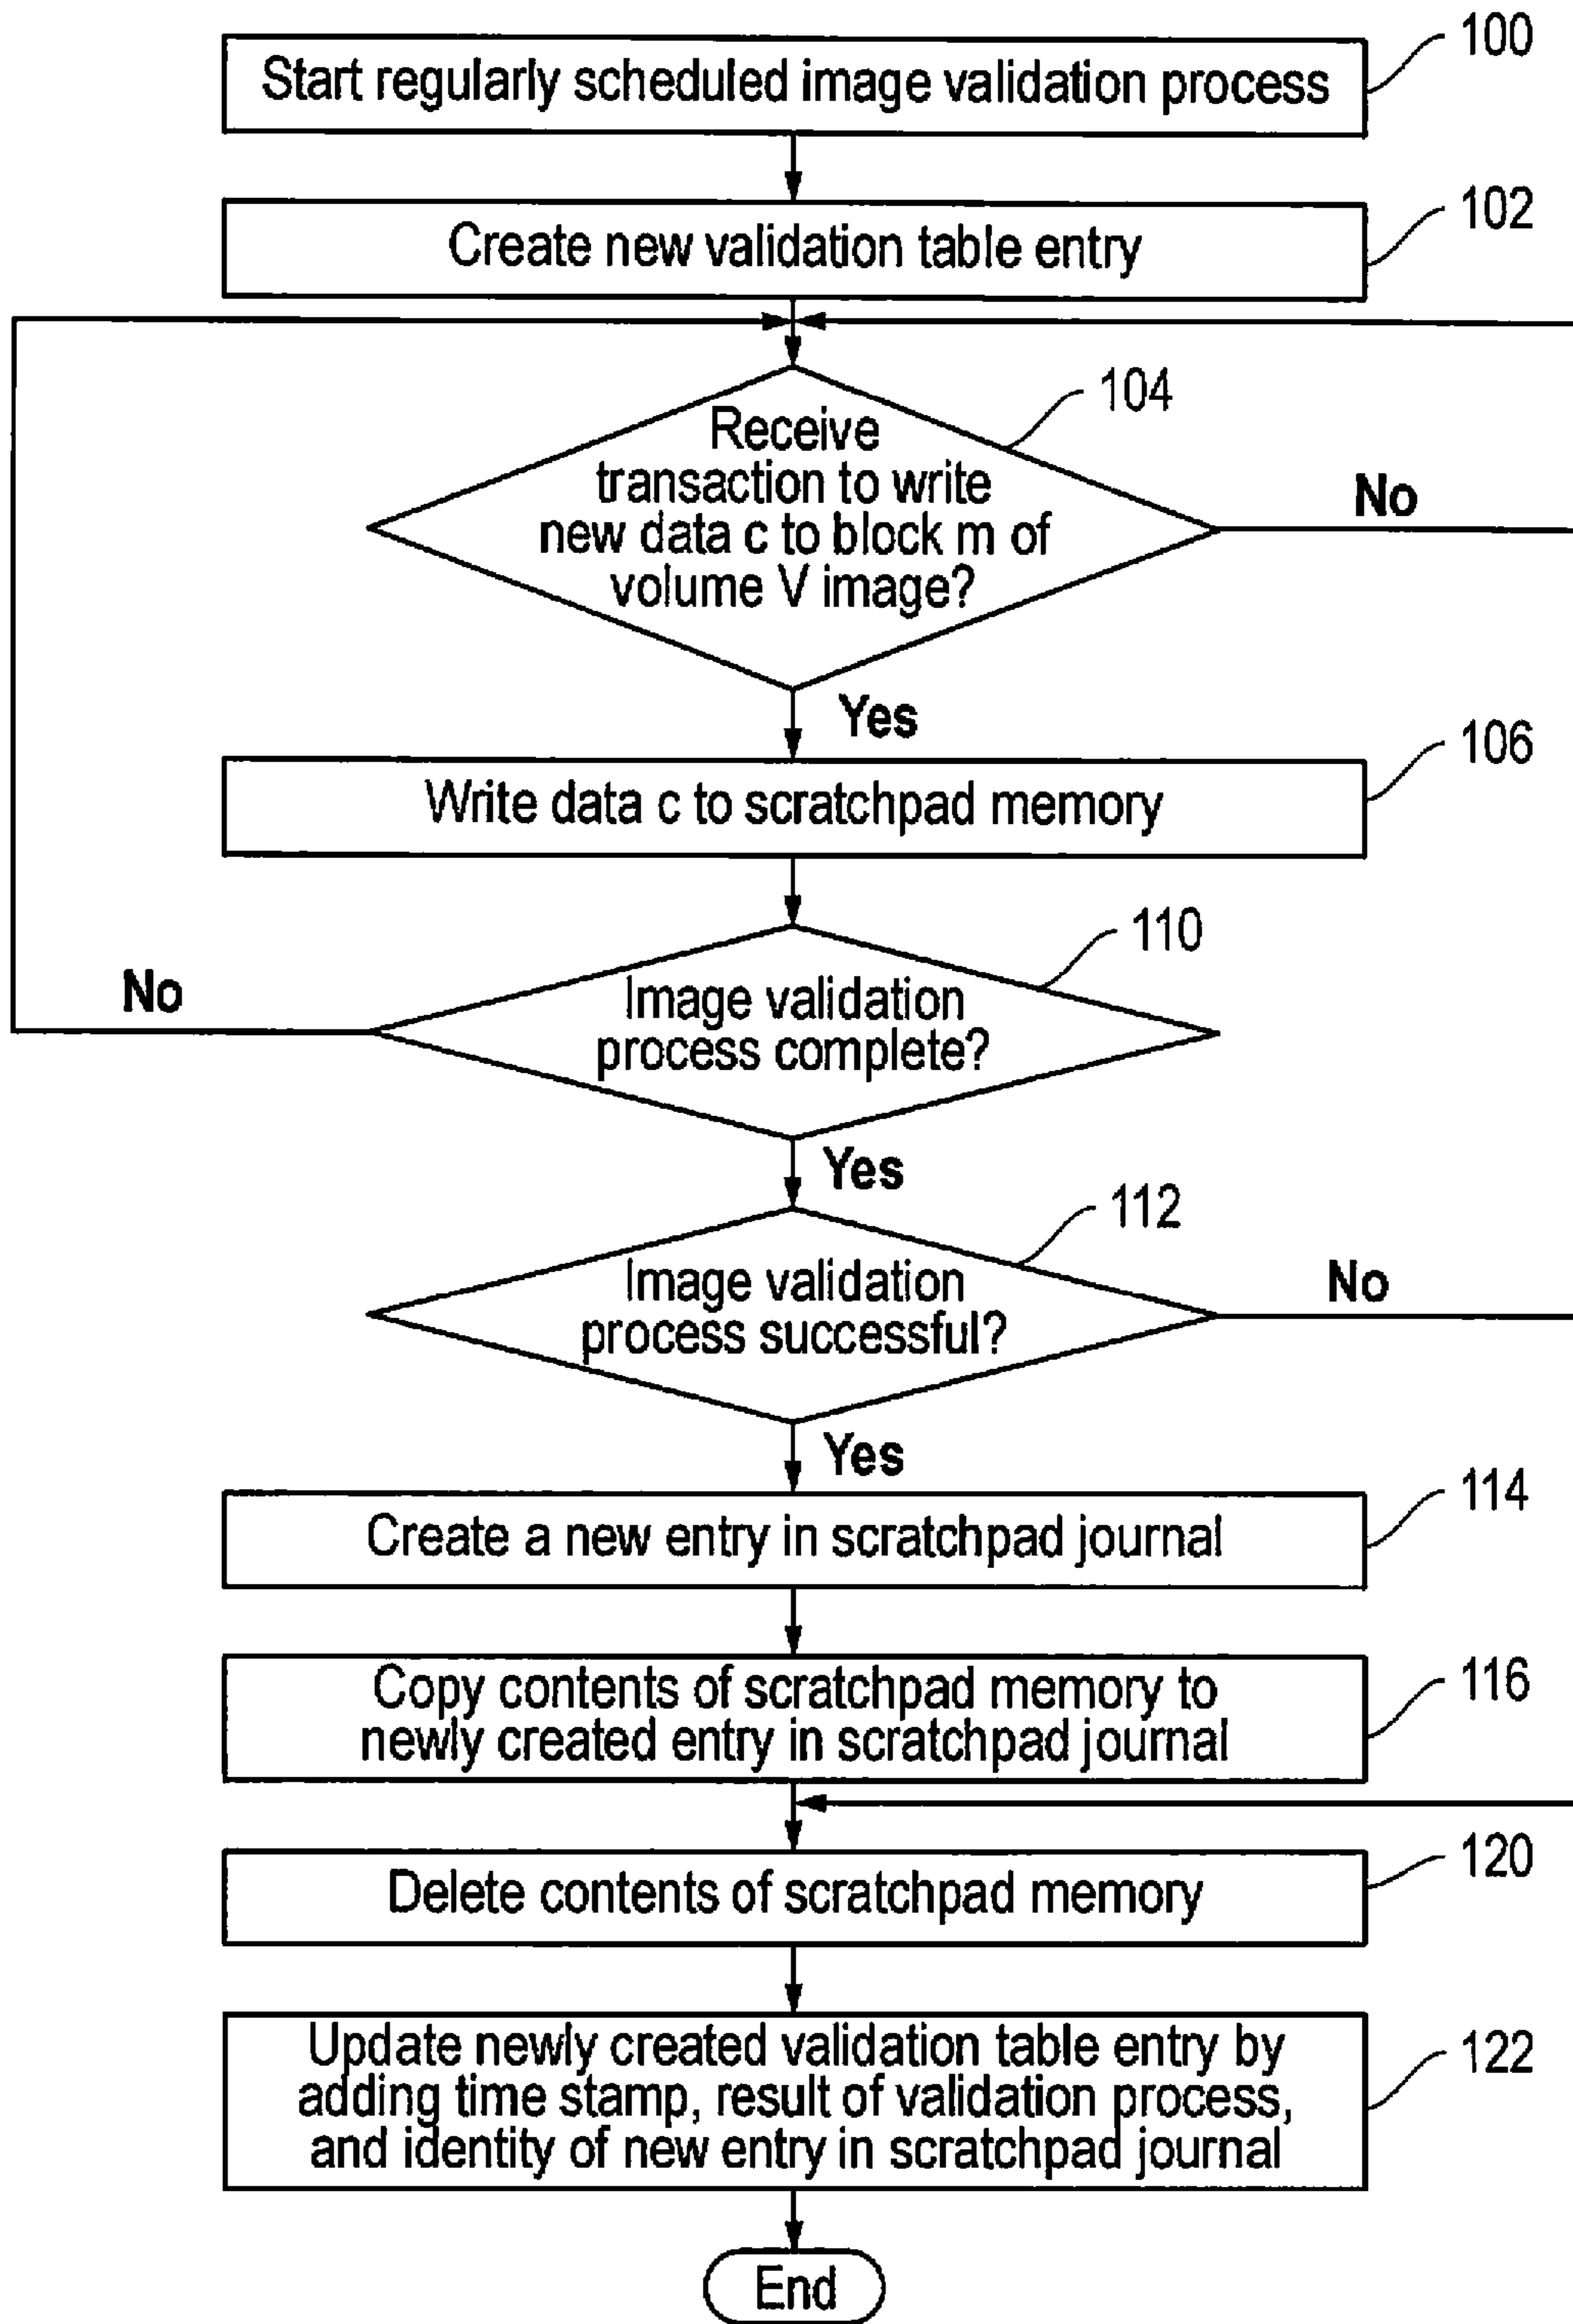 Start regularly scheduled image validation process
100
Create new validation table entry
102
Receive
transaction to write
new data c to block m of
volume V image?
104
No
Yes
Write data c to scratchpad memory
106
Image validation
process complete?
110
No
Yes
Image validation
process successful?
112
No
Yes
Create a new entry in scratchpad journal
114
Copy contents of scratchpad memory to
newly created entry in scratchpad journal
116
Delete contents of scratchpad memory
120
Update newly created validation table entry by
adding time stamp, result of validation process,
and identity of new entry in scratchpad journal
122
End